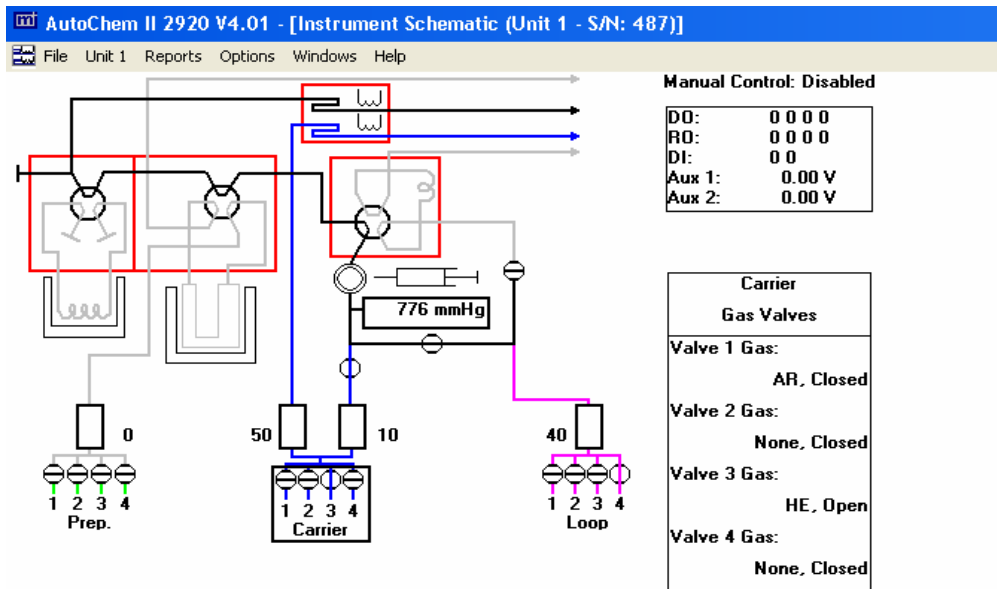 AutoChem II 2920 V4.01 - [Instrument Schematic (Unit 1 - S/N: 487)]
File Unit 1 Reports Options Windows Help
Manual Control: Disabled
DO: 0 0 0 0
RO: 0 0 0 0
DI: 0 0
Aux 1: 0.00 V
Aux 2: 0.00 V
776 mmHg
Carrier
Gas Valves
Valve 1 Gas:
AR, Closed
Valve 2 Gas:
None, Closed
Valve 3 Gas:
HE, Open
Valve 4 Gas:
None, Closed
0
50
10
40
1 2 3 4
Prep.
1 2 3 4
Carrier
1 2 3 4
Loop